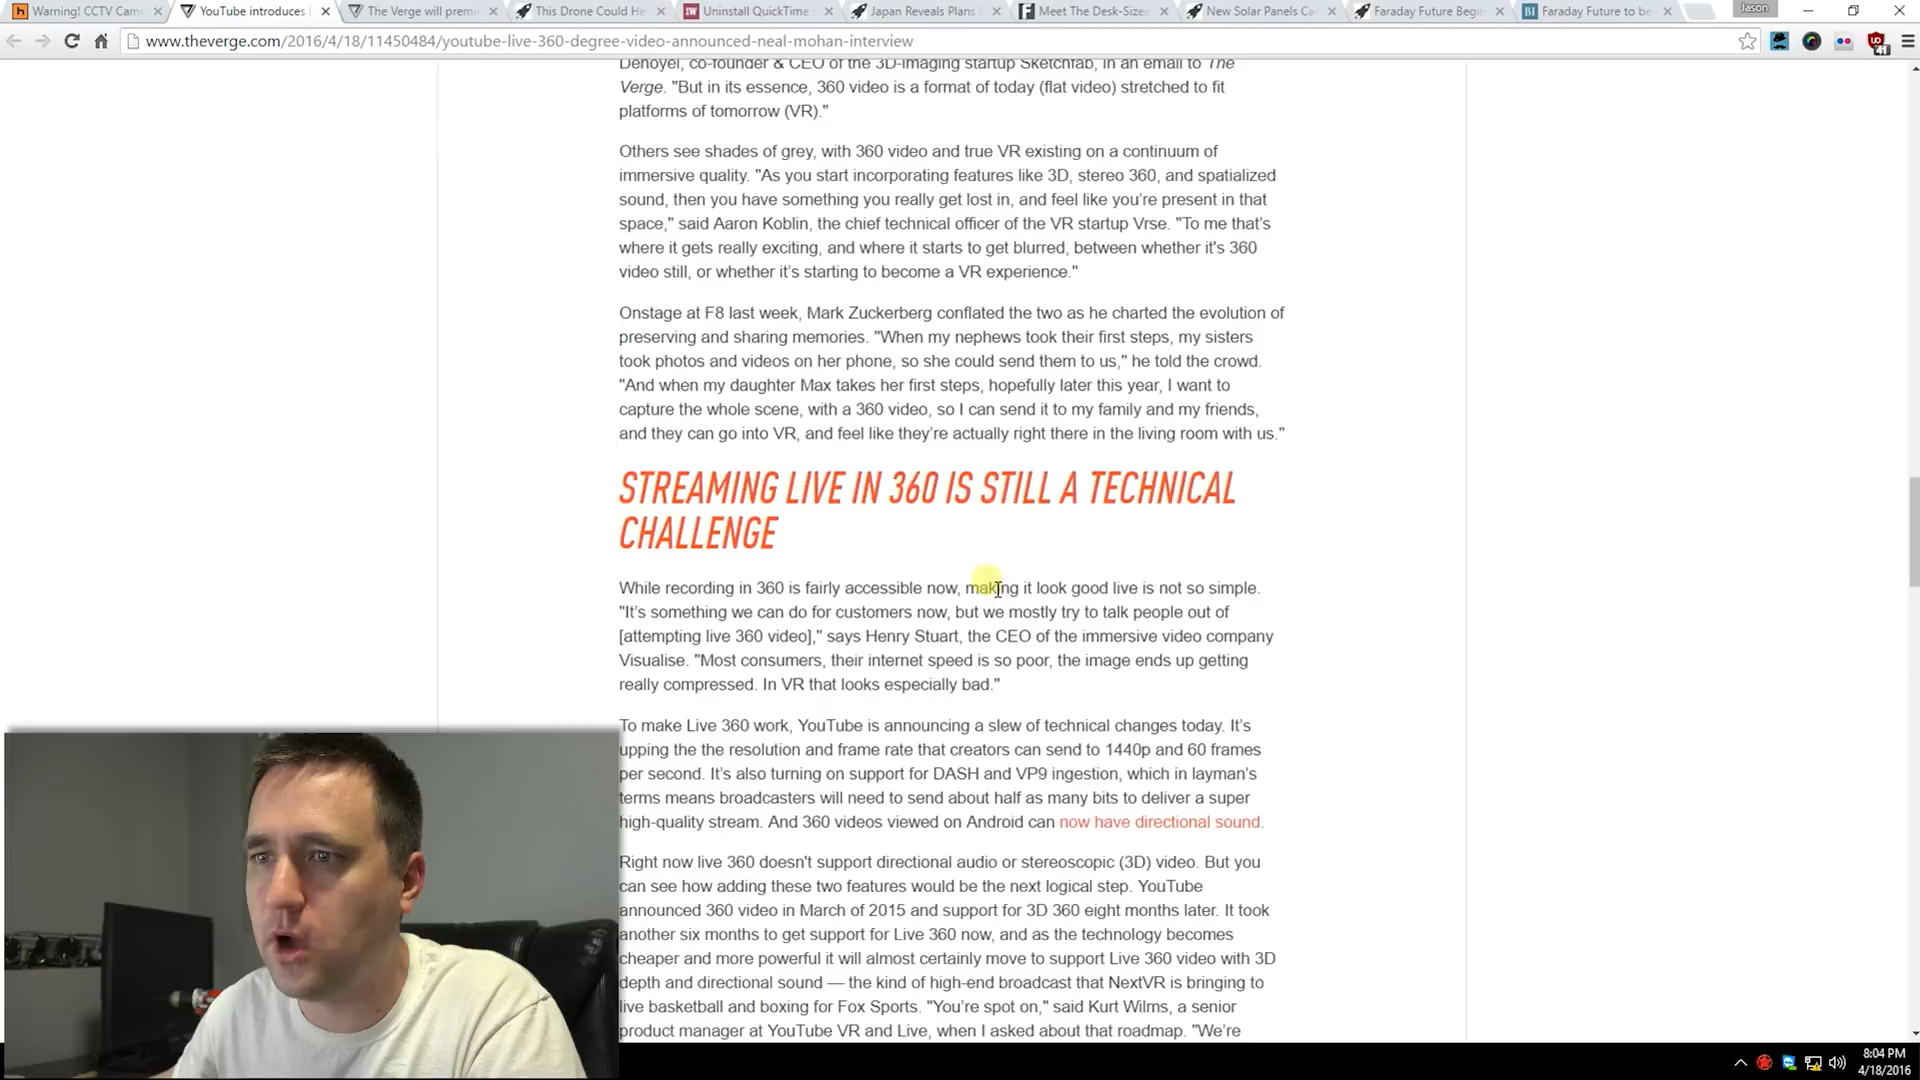 Warning! CCTV Cam
YouTube introduces
The Verge will premi
This Drone Could He
Uninstall QuickTime
Japan Reveals Plans
Meet The Desk-Size
New Solar Panels Ca
Faraday Future Begin
Faraday Future to be
Jason
www.theverge.com/2016/4/18/11450484/youtube-live-360-degree-video-announced-neal-mohan-interview
Denoyel, co-founder & CEO of the 3D-imaging startup Sketchfab, in an email to The
Verge. "But in its essence, 360 video is a format of today (flat video) stretched to fit
platforms of tomorrow (VR)."
Others see shades of grey, with 360 video and true VR existing on a continuum of
immersive quality. "As you start incorporating features like 3D, stereo 360, and spatialized
sound, then you have something you really get lost in, and feel like you're present in that
space," said Aaron Koblin, the chief technical officer of the VR startup Vrse. "To me that's
where it gets really exciting, and where it starts to get blurred, between whether it's 360
video still, or whether it's starting to become a VR experience."
Onstage at F8 last week, Mark Zuckerberg conflated the two as he charted the evolution of
preserving and sharing memories. "When my nephews took their first steps, my sisters
took photos and videos on her phone, so she could send them to us," he told the crowd.
"And when my daughter Max takes her first steps, hopefully later this year, I want to
capture the whole scene, with a 360 video, so I can send it to my family and my friends,
and they can go into VR, and feel like they're actually right there in the living room with us."
STREAMING LIVE IN 360 IS STILL A TECHNICAL
CHALLENGE
While recording in 360 is fairly accessible now, making it look good live is not so simple.
"It's something we can do for customers now, but we mostly try to talk people out of
[attempting live 360 video]," says Henry Stuart, the CEO of the immersive video company
Visualise. "Most consumers, their internet speed is so poor, the image ends up getting
really compressed. In VR that looks especially bad."
To make Live 360 work, YouTube is announcing a slew of technical changes today. It's
upping the the resolution and frame rate that creators can send to 1440p and 60 frames
per second. It's also turning on support for DASH and VP9 ingestion, which in layman's
terms means broadcasters will need to send about half as many bits to deliver a super
high-quality stream. And 360 videos viewed on Android can now have directional sound.
Right now live 360 doesn't support directional audio or stereoscopic (3D) video. But you
can see how adding these two features would be the next logical step. YouTube
announced 360 video in March of 2015 and support for 3D 360 eight months later. It took
another six months to get support for Live 360 now, and as the technology becomes
cheaper and more powerful it will almost certainly move to support Live 360 video with 3D
depth and directional sound — the kind of high-end broadcast that NextVR is bringing to
live basketball and boxing for Fox Sports. "You're spot on," said Kurt Wilms, a senior
product manager at YouTube VR and Live, when I asked about that roadmap. "We're
8:04 PM
4/18/2016